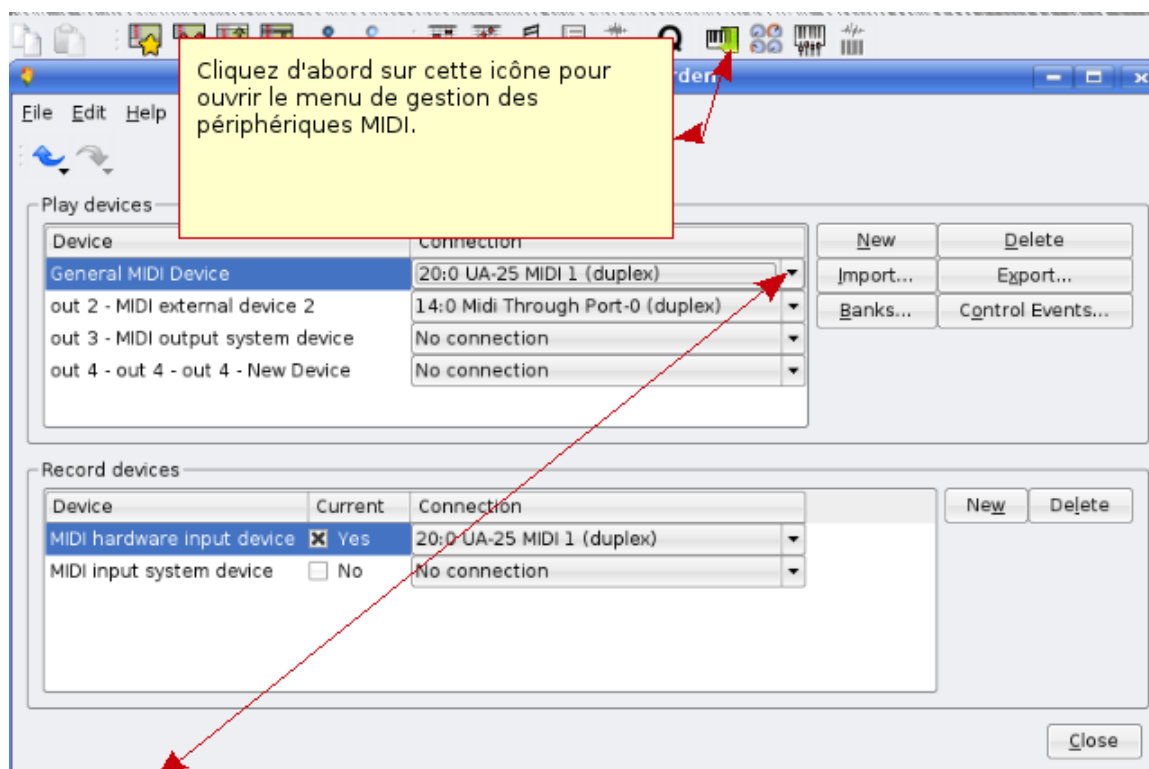 Cliquez d'abord sur cette icône pour
ouvrir le menu de gestion des
périphériques MIDI.
File Edit Help
Play devices
Device Connection
General MIDI Device 20:0 UA-25 MIDI 1 (duplex)
out 2 - MIDI external device 2 14:0 Midi Through Port-0 (duplex)
out 3 - MIDI output system device No connection
out 4 - out 4 - out 4 - New Device No connection
New Delete
Import... Export...
Banks... Control Events...
Record devices
Device Current Connection
MIDI hardware input device Yes 20:0 UA-25 MIDI 1 (duplex)
MIDI input system device No No connection
New Delete
Close